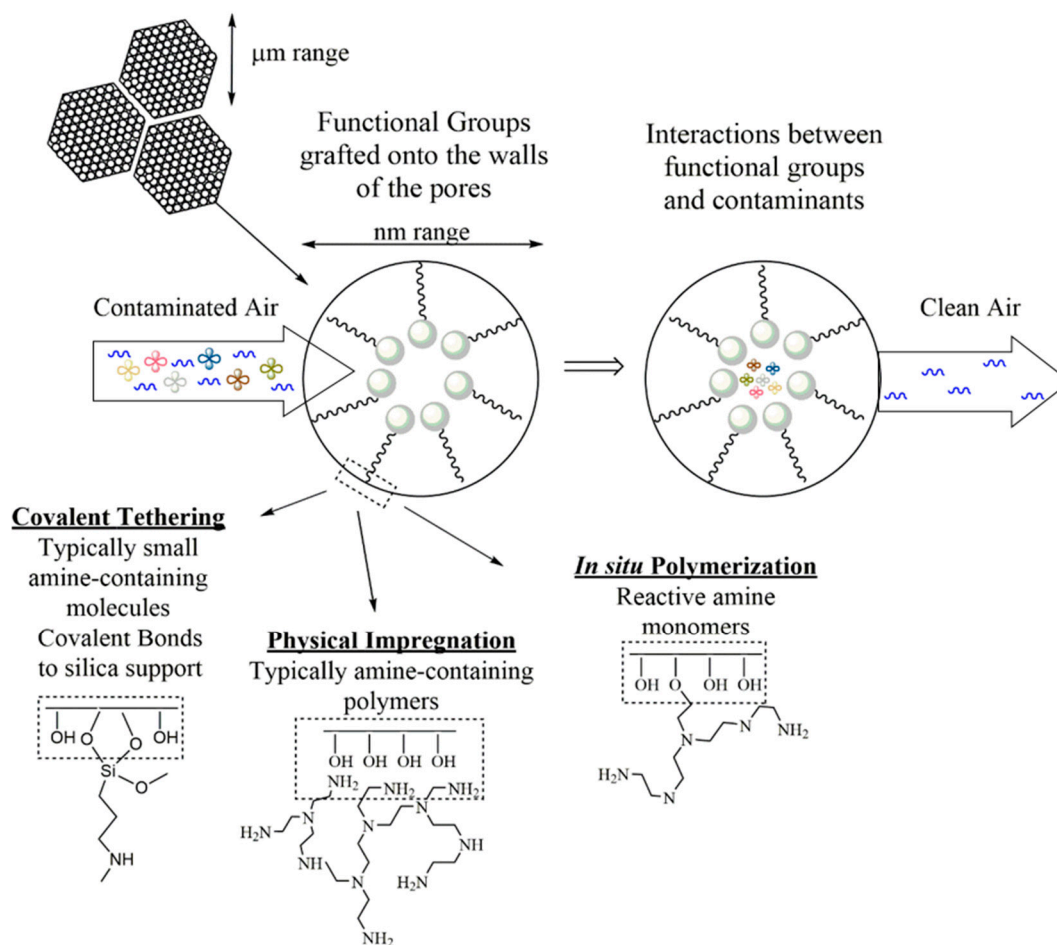 μm range
Functional Groups
grafted onto the walls
of the pores
nm range
Interactions between
functional groups
and contaminants
Contaminated Air
Clean Air
Covalent Tethering
Typically small
amine-containing
molecules
Covalent Bonds
to silica support
OH
O
O
OH
Si
O
NH
Physical Impregnation
Typically amine-containing
polymers
OH OH OH OH
NH₂
NH₂
NH₂
H₂N
N
N
N
NH
NH
N
H₂N
NH₂
In situ Polymerization
Reactive amine
monomers
OH O OH OH
N
N
NH₂
H₂N
N